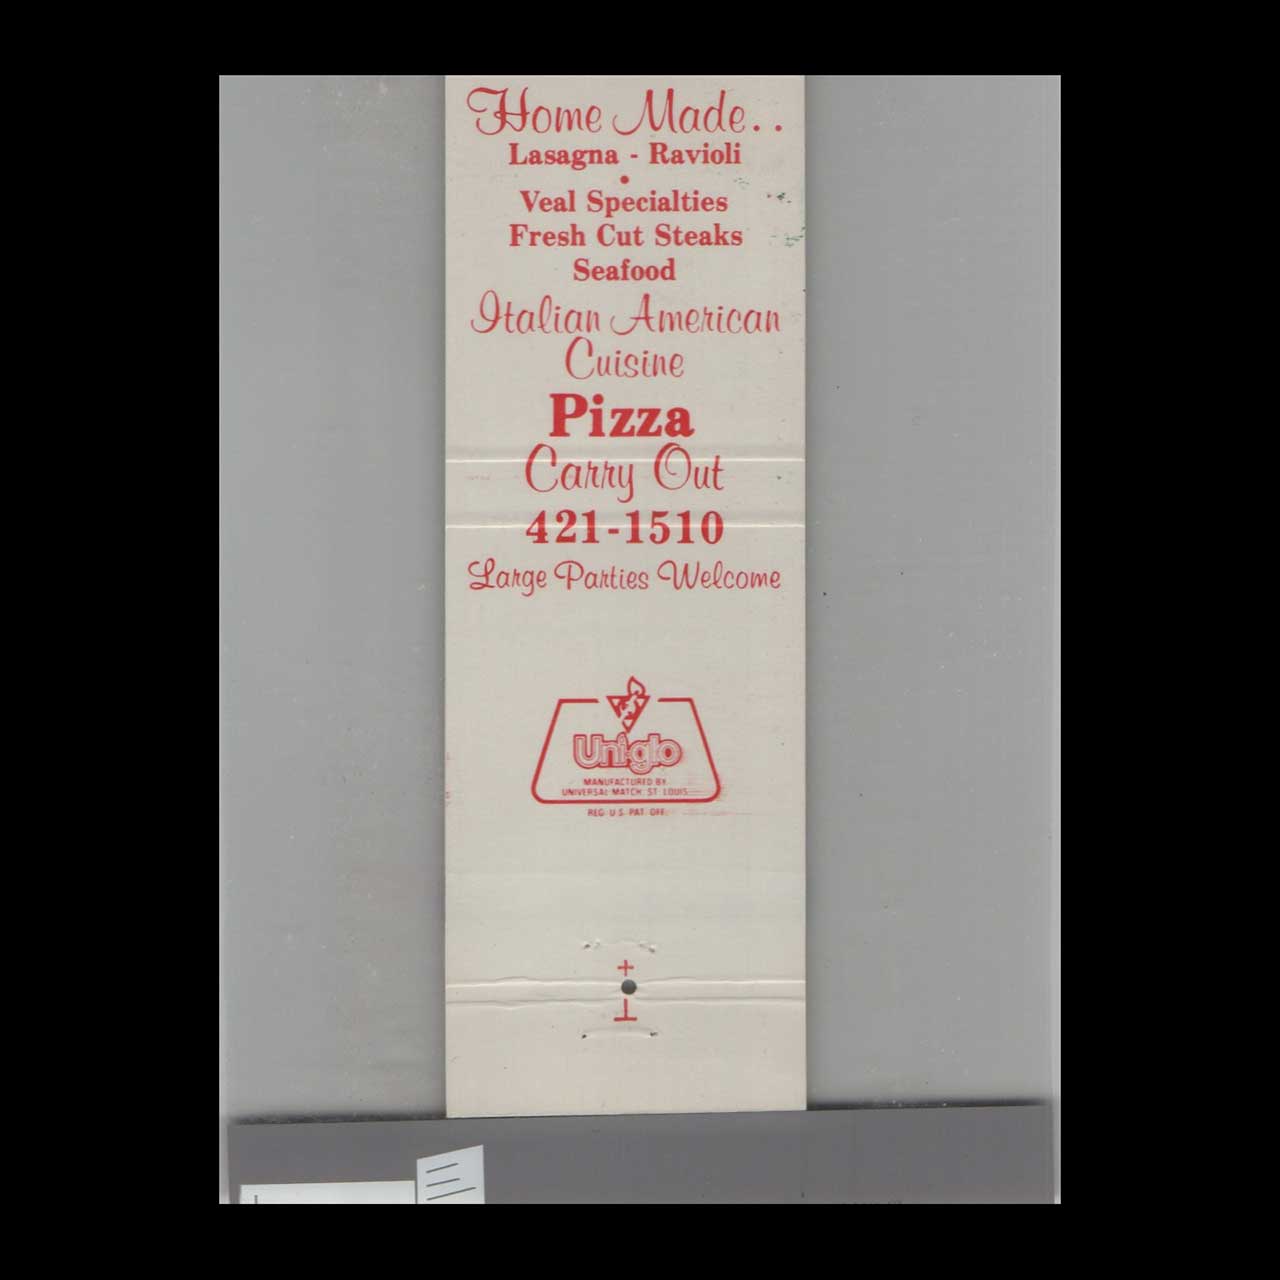 Home Made..
Lasagna - Ravioli
•
Veal Specialties
Fresh Cut Steaks
Seafood
Italian American
Cuisine
Pizza
Carry Out
421-1510
Large Parties Welcome
Uni-glo
MANUFACTURED BY
UNIVERSAL MATCH, ST. LOUIS
REG. U.S. PAT. OFF.